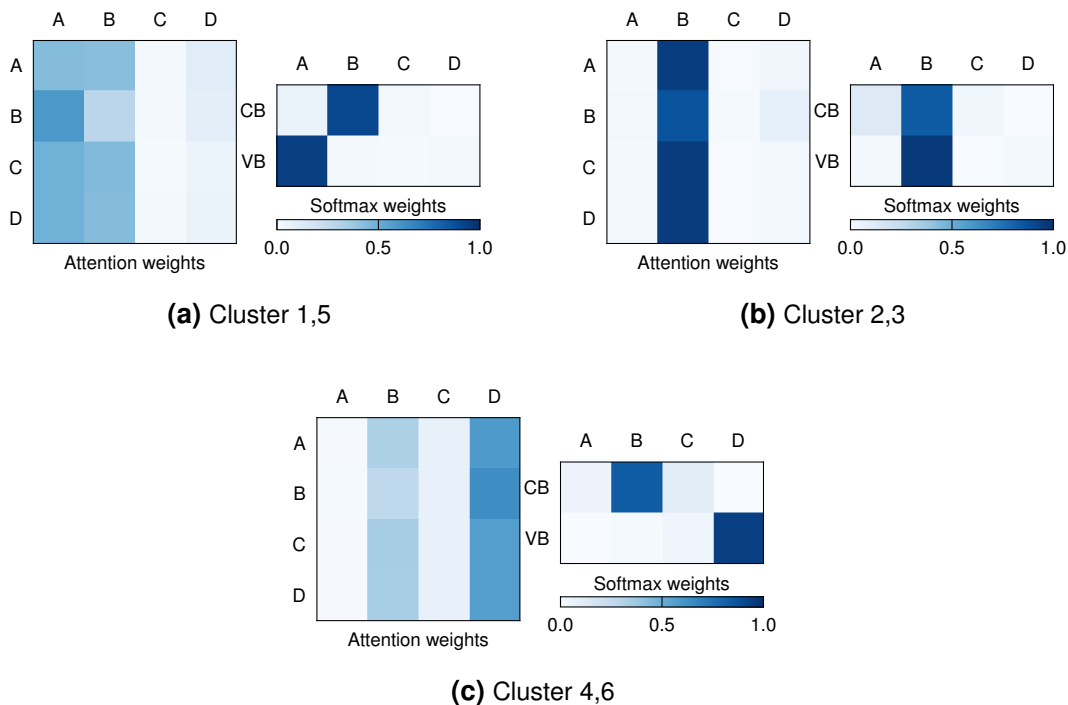 A B C D
A
B
C
D
Attention weights
A B C D
CB
VB
Softmax weights
0.0 0.5 1.0
(a) Cluster 1,5
A B C D
A
B
C
D
Attention weights
A B C D
CB
VB
Softmax weights
0.0 0.5 1.0
(b) Cluster 2,3
A B C D
A
B
C
D
Attention weights
A B C D
CB
VB
Softmax weights
0.0 0.5 1.0
(c) Cluster 4,6